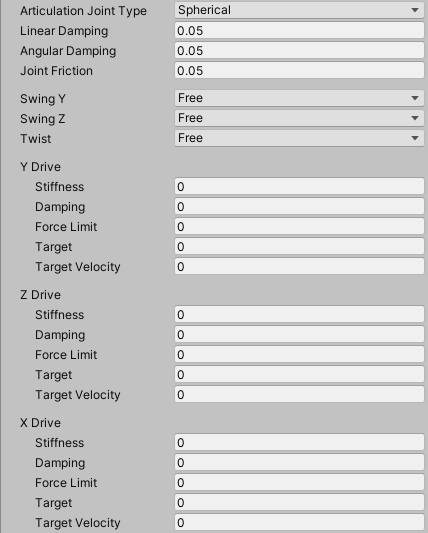 Articulation Joint Type Spherical
Linear Damping 0.05
Angular Damping 0.05
Joint Friction 0.05
Swing Y Free
Swing Z Free
Twist Free
Y Drive
Stiffness 0
Damping 0
Force Limit 0
Target 0
Target Velocity 0
Z Drive
Stiffness 0
Damping 0
Force Limit 0
Target 0
Target Velocity 0
X Drive
Stiffness 0
Damping 0
Force Limit 0
Target 0
Target Velocity 0